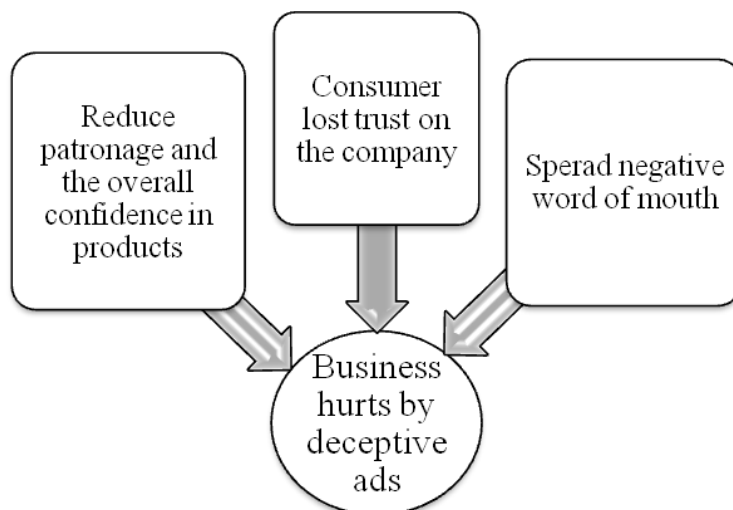 Reduce
patronage and
the overall
confidence in
products
Consumer
lost trust on
the company
Sperad negative
word of mouth
Business
hurts by
deceptive
ads